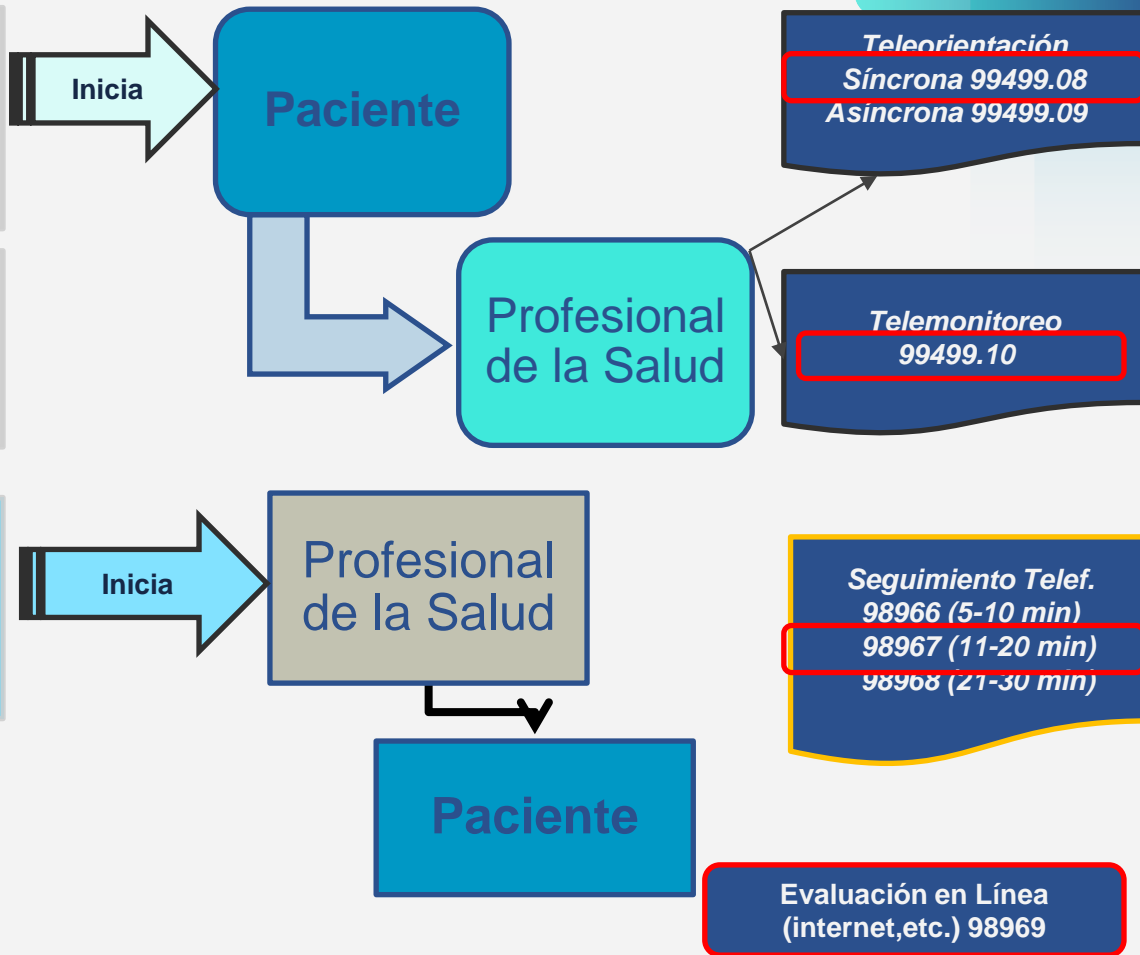 Inicia
Paciente
Teleorientación
Síncrona 99499.08
Asíncrona 99499.09
Profesional
de la Salud
Telemonitoreo
99499.10
Inicia
Profesional
de la Salud
Seguimiento Telef.
98966 (5-10 min)
98967 (11-20 min)
98968 (21-30 min)
Paciente
Evaluación en Línea
(internet,etc.) 98969